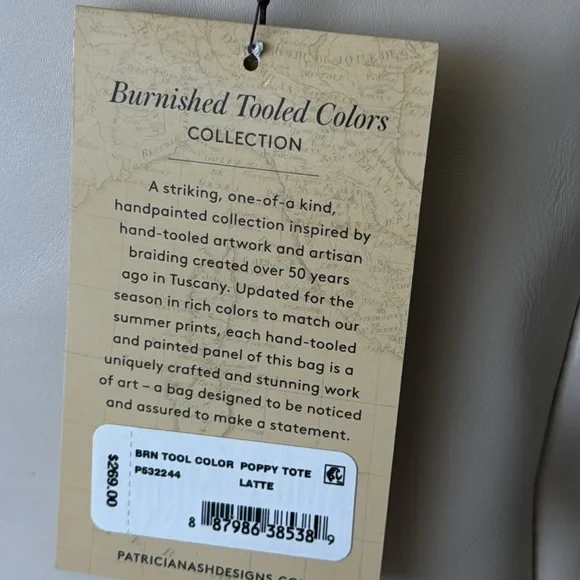 Burnished Tooled Colors
COLLECTION
A striking, one-of-a kind,
handpainted collection inspired by
hand-tooled artwork and artisan
braiding created over 50 years
ago in Tuscany. Updated for the
season in rich colors to match our
summer prints, each hand-tooled
and painted panel of this bag is a
uniquely crafted and stunning work
of art – a bag designed to be noticed
and assured to make a statement.
$269.00
BRN TOOL COLOR POPPY TOTE
P532244 LATTE
8 87986 38538 9